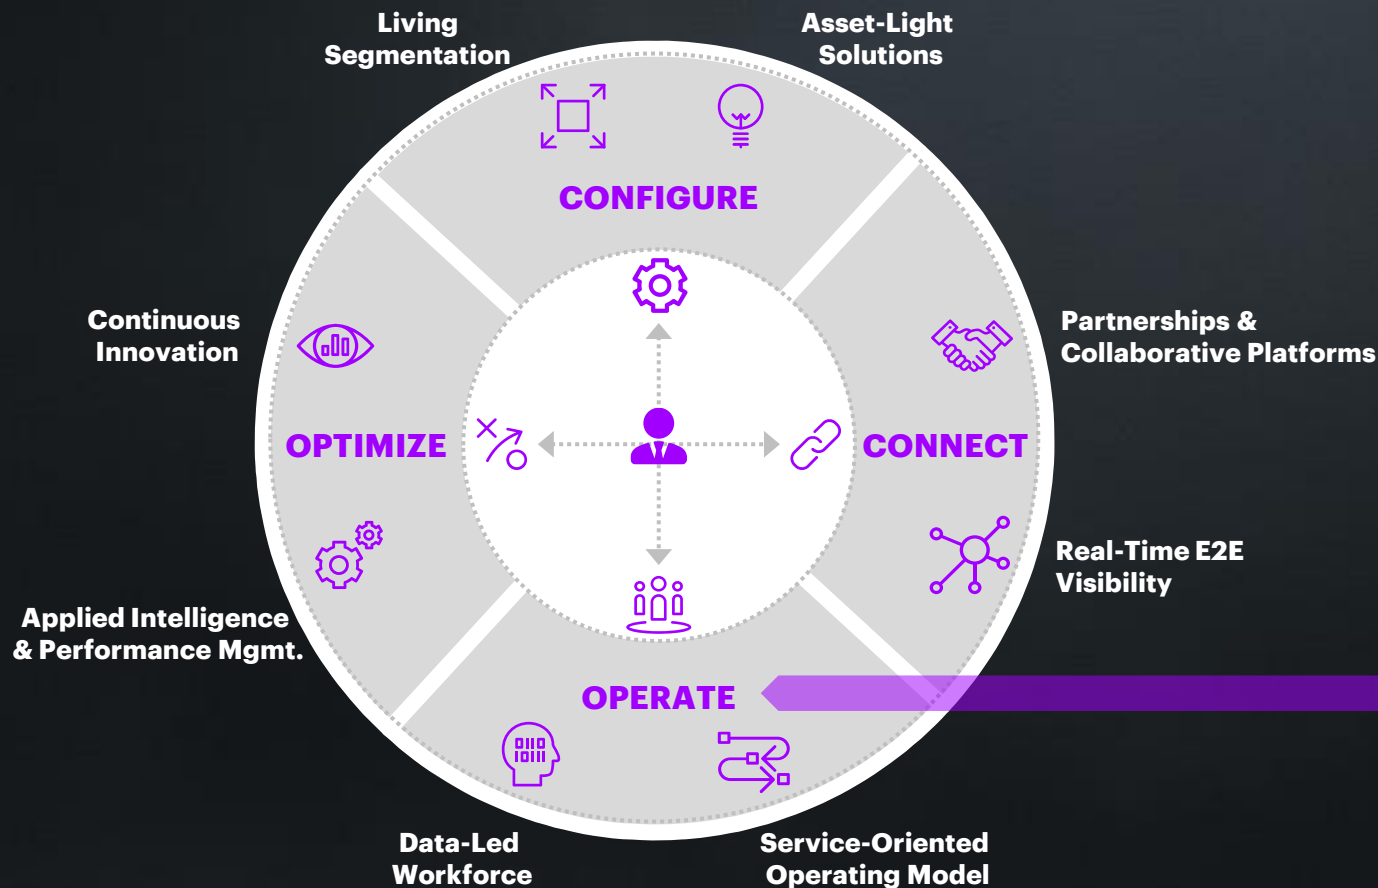 Living
Segmentation
Asset-Light
Solutions
CONFIGURE
Continuous
Innovation
Partnerships &
Collaborative Platforms
OPTIMIZE
CONNECT
Applied Intelligence
& Performance Mgmt.
Real-Time E2E
Visibility
OPERATE
Data-Led
Workforce
Service-Oriented
Operating Model